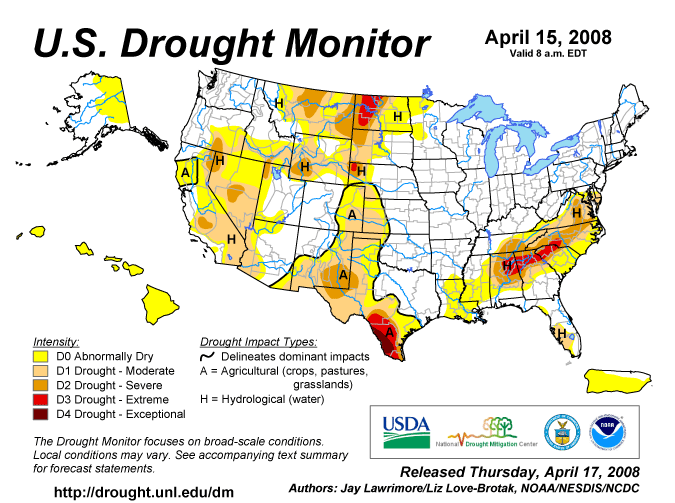 U.S. Drought Monitor
April 15, 2008
Valid 8 a.m. EDT
H
H
A
H
H
H
A
H
H
A
H
A
H
Intensity:
D0 Abnormally Dry
D1 Drought - Moderate
D2 Drought - Severe
D3 Drought - Extreme
D4 Drought - Exceptional
Drought Impact Types:
Delineates dominant impacts
A = Agricultural (crops, pastures,
grasslands)
H = Hydrological (water)
USDA
National Drought Mitigation Center
NOAA
The Drought Monitor focuses on broad-scale conditions.
Local conditions may vary. See accompanying text summary
for forecast statements.
http://drought.unl.edu/dm
Released Thursday, April 17, 2008
Authors: Jay Lawrimore/Liz Love-Brotak, NOAA/NESDIS/NCDC